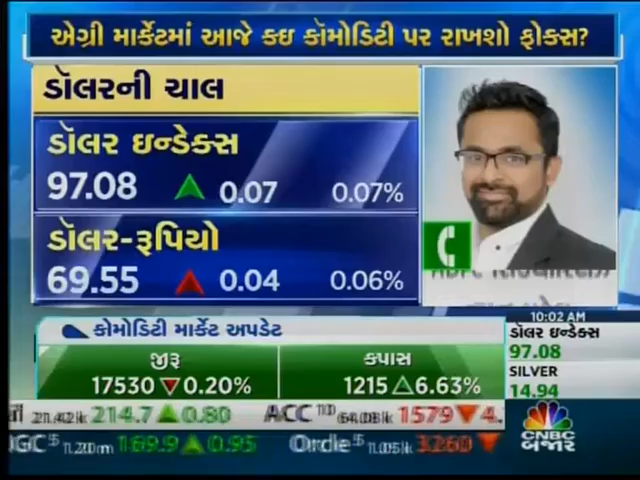 એગ્રી માર્કેટમાં આજે કઇ કૉમોડિટી પર રાખશો ફોક્સ?
ડૉલરની ચાલ
ડૉલર ઇન્ડેક્સ
97.08 0.07 0.07%
ડૉલર-રૂપિયો
69.55 0.04 0.06%
કોમોડિટી માર્કેટ અપડેટ
જીરૂ
17530 0.20%
કપાસ
1215 6.63%
10:02 AM
ડૉલર ઇન્ડેક્સ
97.08
SILVER
14.94
214.7 0.80 ACC 1579 4.
169.9 0.95 3260
CNBC
બજાર